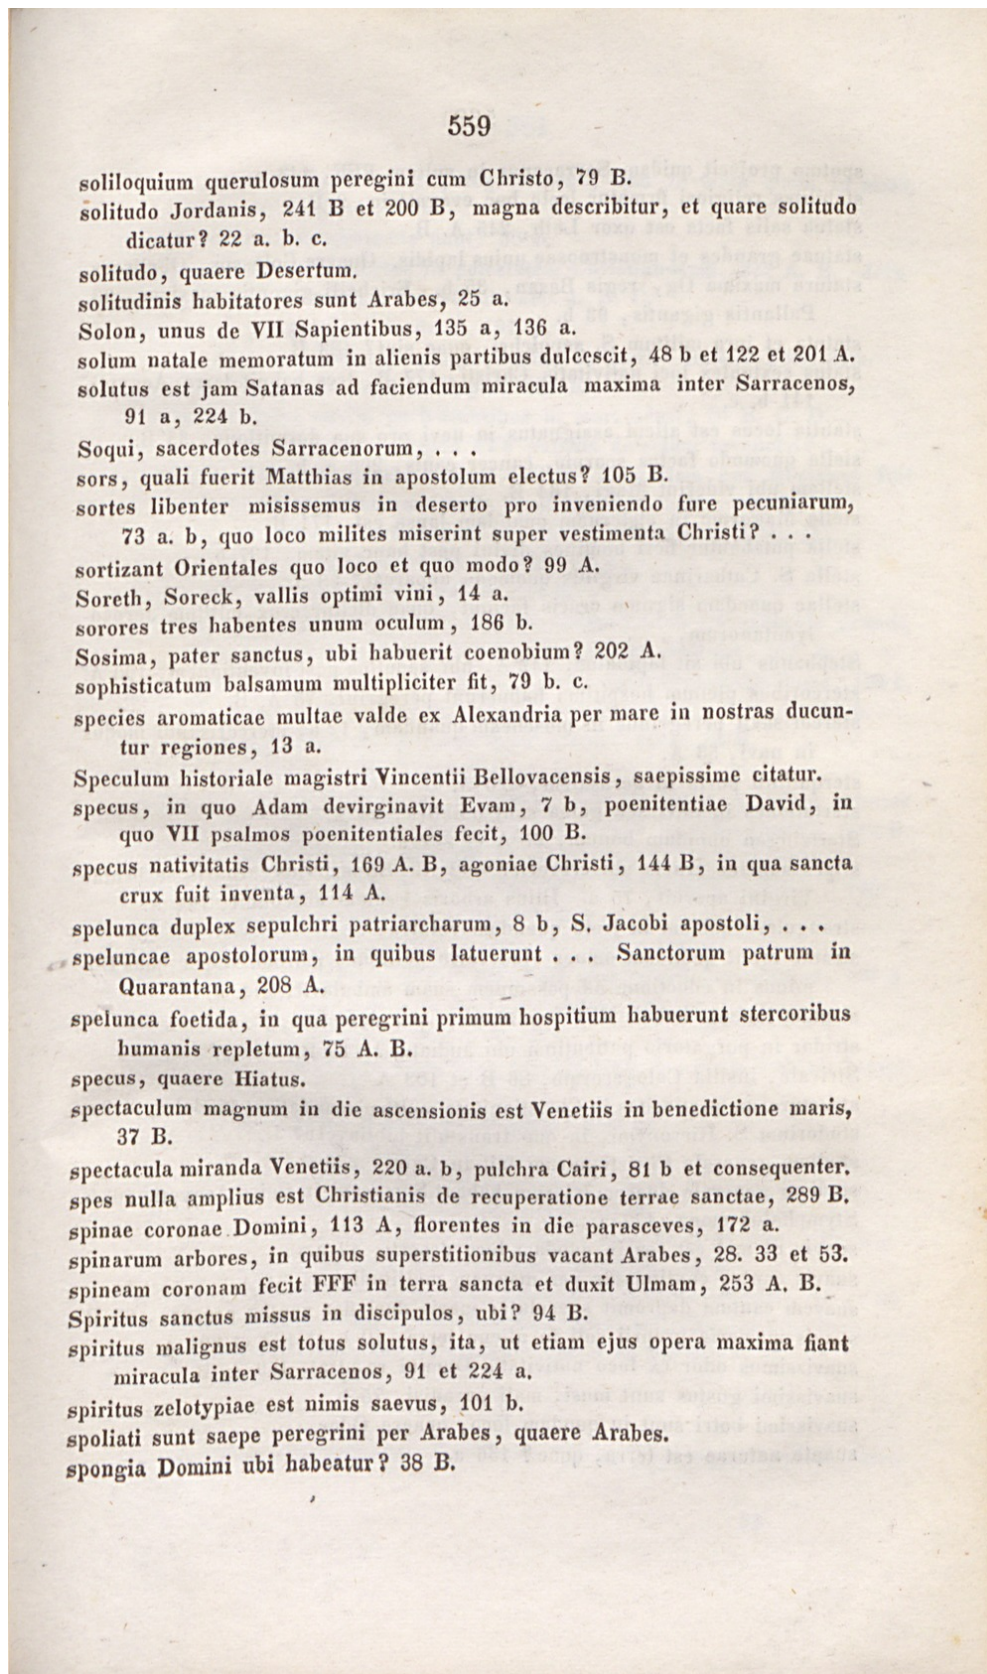 559
soliloquium querulosum peregini cum Christo, 79 B.
solitudo Jordanis, 241 B et 200 B, magna describitur, et quare solitudo
dicatur? 22 a. b. c.
solitudo, quaere Desertum.
solitudinis habitatores sunt Arabes, 25 a.
Solon, unus de VII Sapientibus, 135 a, 136 a.
solum natale memoratum in alienis partibus dulcescit, 48 b et 122 et 201 A.
solutus est jam Satanas ad faciendum miracula maxima inter Sarracenos,
91 a, 224 b.
Soqui, sacerdotes Sarracenorum, . . .
sors, quali fuerit Matthias in apostolum electus? 105 B.
sortes libenter misissemus in deserto pro inveniendo fure pecuniarum,
73 a. b, quo loco milites miserint super vestimenta Christi? . . .
sortizant Orientales quo loco et quo modo? 99 A.
Soreth, Soreck, vallis optimi vini, 14 a.
sorores tres habentes unum oculum, 186 b.
Sosima, pater sanctus, ubi habuerit coenobium? 202 A.
sophisticatum balsamum multipliciter fit, 79 b. c.
species aromaticae multae valde ex Alexandria per mare in nostras ducun-
tur regiones, 13 a.
Speculum historiale magistri Vincentii Bellovacensis, saepissime citatur.
specus, in quo Adam devirginavit Evam, 7 b, poenitentiae David, in
quo VII psalmos poenitentiales fecit, 100 B.
specus nativitatis Christi, 169 A. B, agoniae Christi, 144 B, in qua sancta
crux fuit inventa, 114 A.
spelunca duplex sepulchri patriarcharum, 8 b, S. Jacobi apostoli, . . .
speluncae apostolorum, in quibus latuerunt . . . Sanctorum patrum in
Quarantana, 208 A.
spelunca foetida, in qua peregrini primum hospitium habuerunt stercoribus
humanis repletum, 75 A. B.
specus, quaere Hiatus.
spectaculum magnum in die ascensionis est Venetiis in benedictione maris,
37 B.
spectacula miranda Venetiis, 220 a. b, pulchra Cairi, 81 b et consequenter.
spes nulla amplius est Christianis de recuperatione terrae sanctae, 289 B.
spinae coronae Domini, 113 A, florentes in die parasceves, 172 a.
spinarum arbores, in quibus superstitionibus vacant Arabes, 28. 33 et 53.
spineam coronam fecit FFF in terra sancta et duxit Ulmam, 253 A. B.
Spiritus sanctus missus in discipulos, ubi? 94 B.
spiritus malignus est totus solutus, ita, ut etiam ejus opera maxima fiant
miracula inter Sarracenos, 91 et 224 a.
spiritus zelotypiae est nimis saevus, 101 b.
spoliati sunt saepe peregrini per Arabes, quaere Arabes.
spongia Domini ubi habeatur? 38 B.